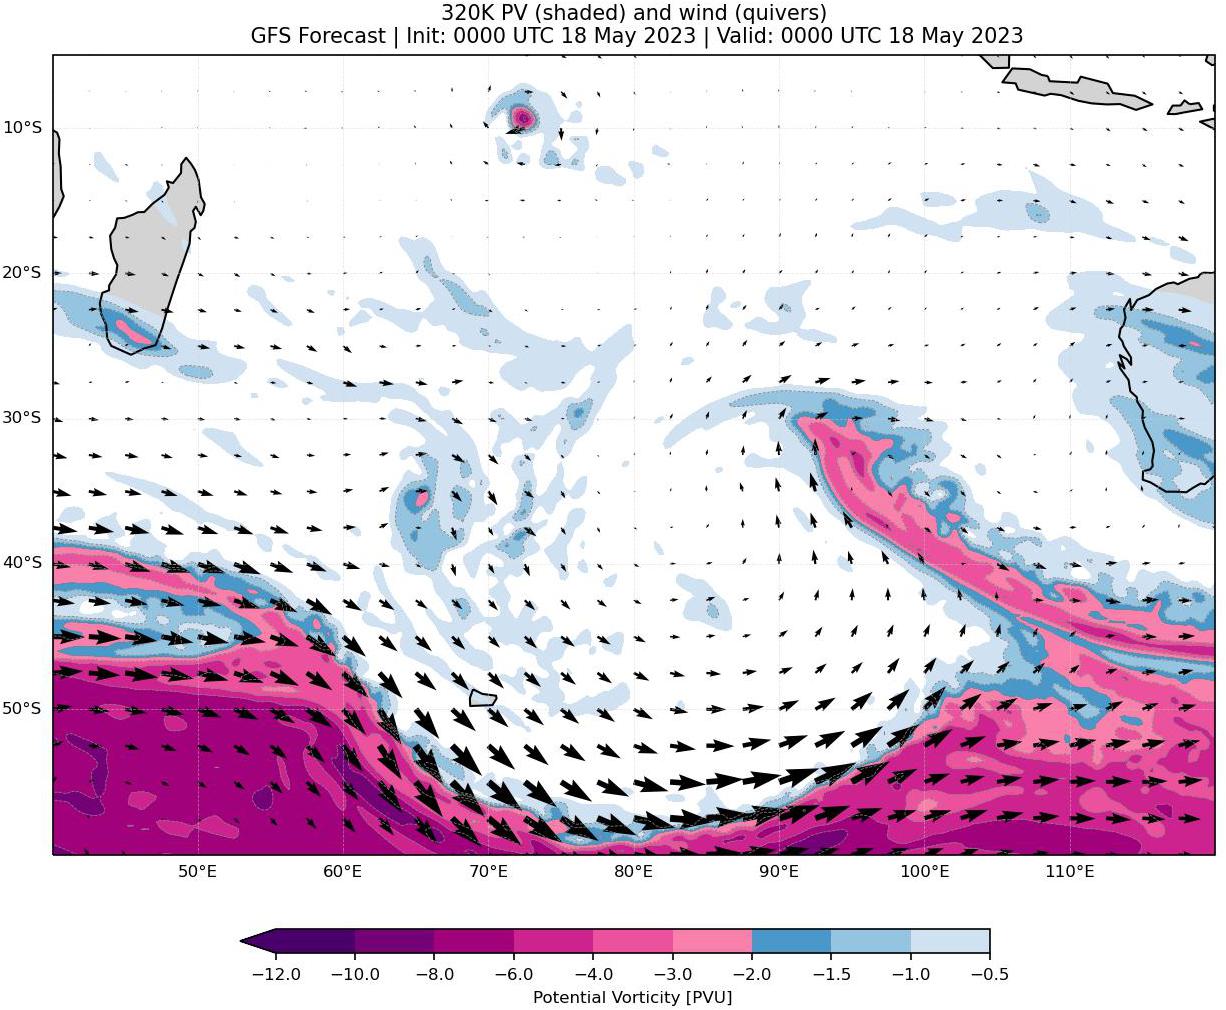 320K PV (shaded) and wind (quivers)
GFS Forecast | Init: 0000 UTC 18 May 2023 | Valid: 0000 UTC 18 May 2023
10°S
20°S
30°S
40°S
50°S
50°E 60°E 70°E 80°E 90°E 100°E 110°E
−12.0 −10.0 −8.0 −6.0 −4.0 −3.0 −2.0 −1.5 −1.0 −0.5
Potential Vorticity [PVU]